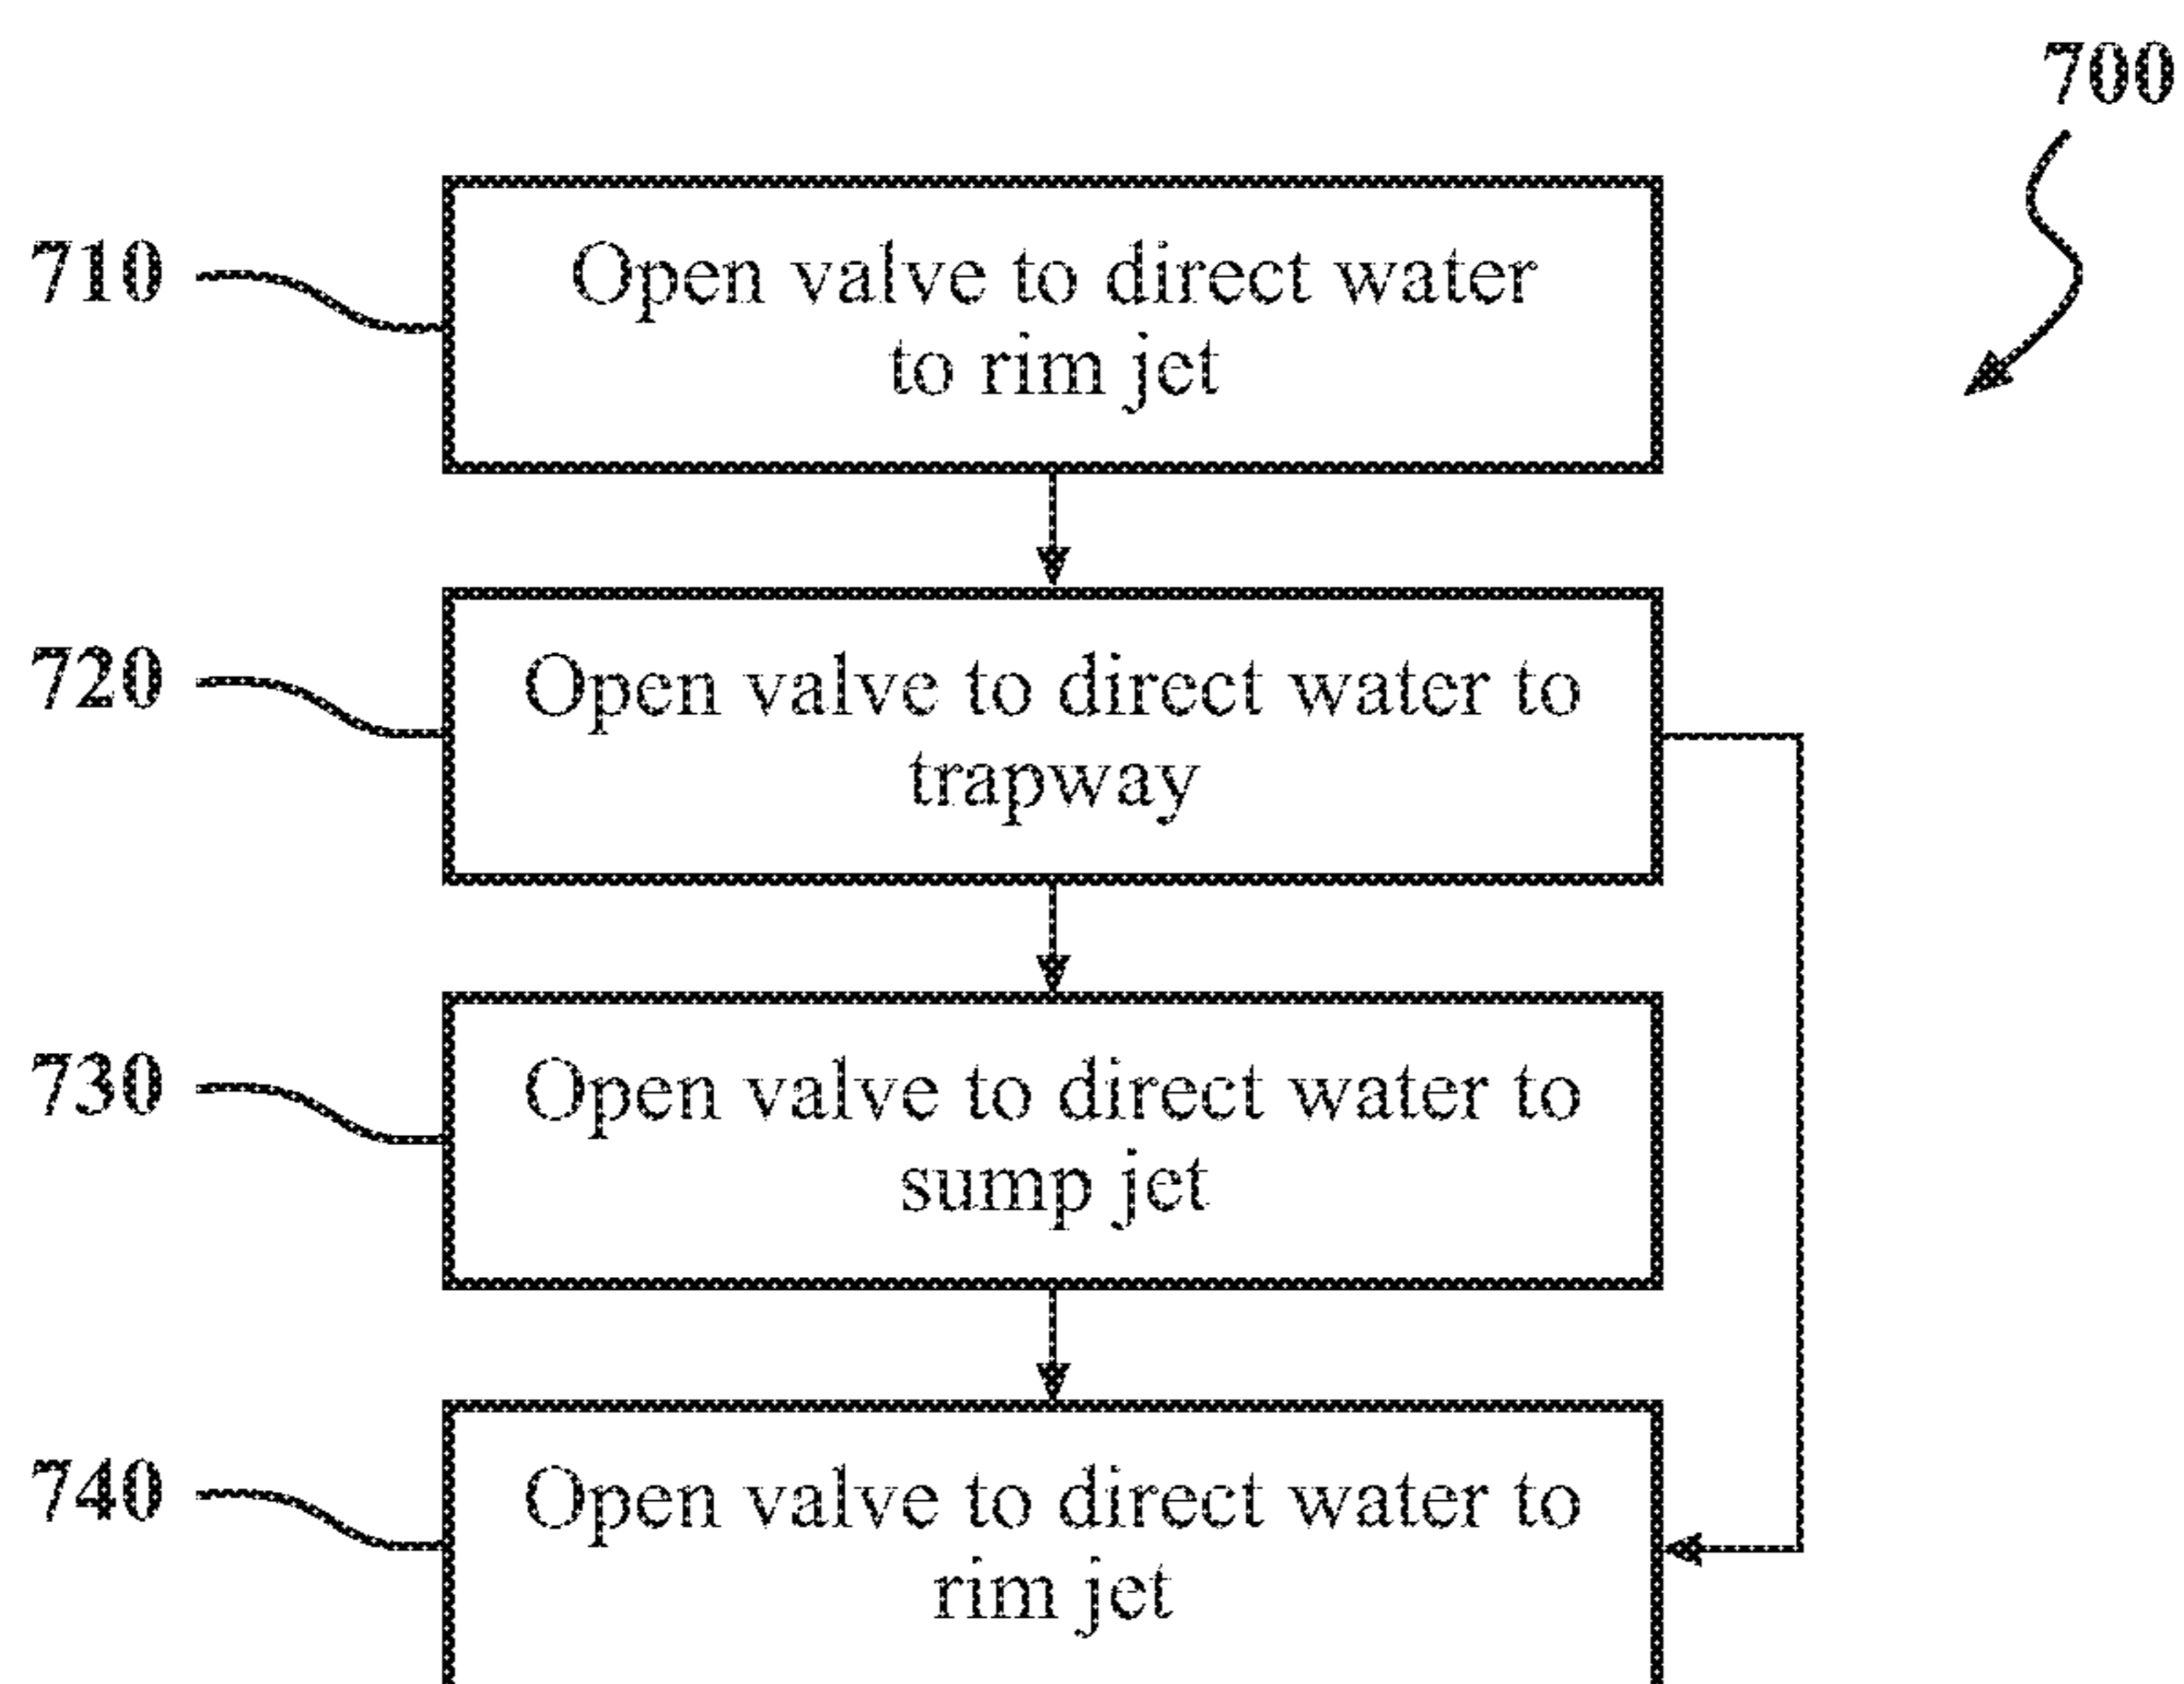 700
710
Open valve to direct water
to rim jet
720
Open valve to direct water to
trapway
730
Open valve to direct water to
sump jet
740
Open valve to direct water to
rim jet